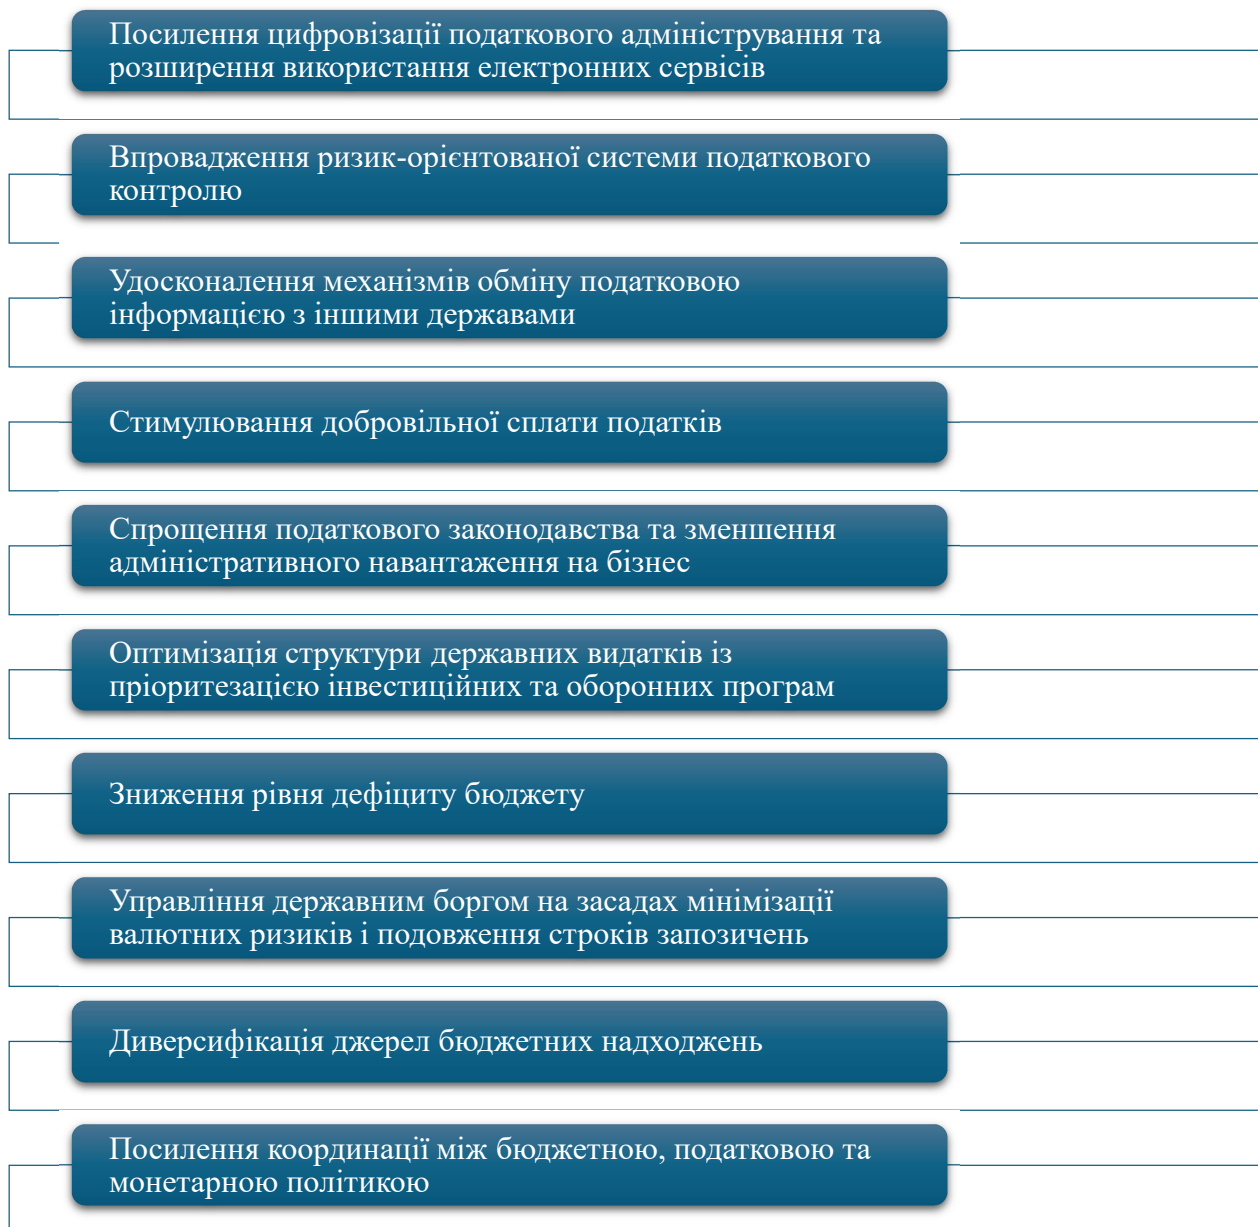 Посилення цифровізації податкового адміністрування та
розширення використання електронних сервісів
Впровадження ризик-орієнтованої системи податкового
контролю
Удосконалення механізмів обміну податковою
інформацією з іншими державами
Стимулювання добровільної сплати податків
Спрощення податкового законодавства та зменшення
адміністративного навантаження на бізнес
Оптимізація структури державних видатків із
пріоритезацією інвестиційних та оборонних програм
Зниження рівня дефіциту бюджету
Управління державним боргом на засадах мінімізації
валютних ризиків і подовження строків запозичень
Диверсифікація джерел бюджетних надходжень
Посилення координації між бюджетною, податковою та
монетарною політикою